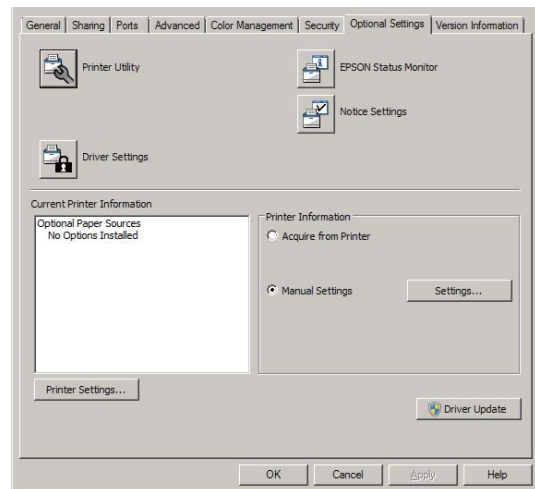 General Sharing Ports Advanced Color Management Security Optional Settings Version Information
Printer Utility
EPSON Status Monitor
Notice Settings
Driver Settings
Current Printer Information
Optional Paper Sources
No Options Installed
Printer Information
Acquire from Printer
Manual Settings
Settings...
Printer Settings...
Driver Update
OK Cancel Apply Help